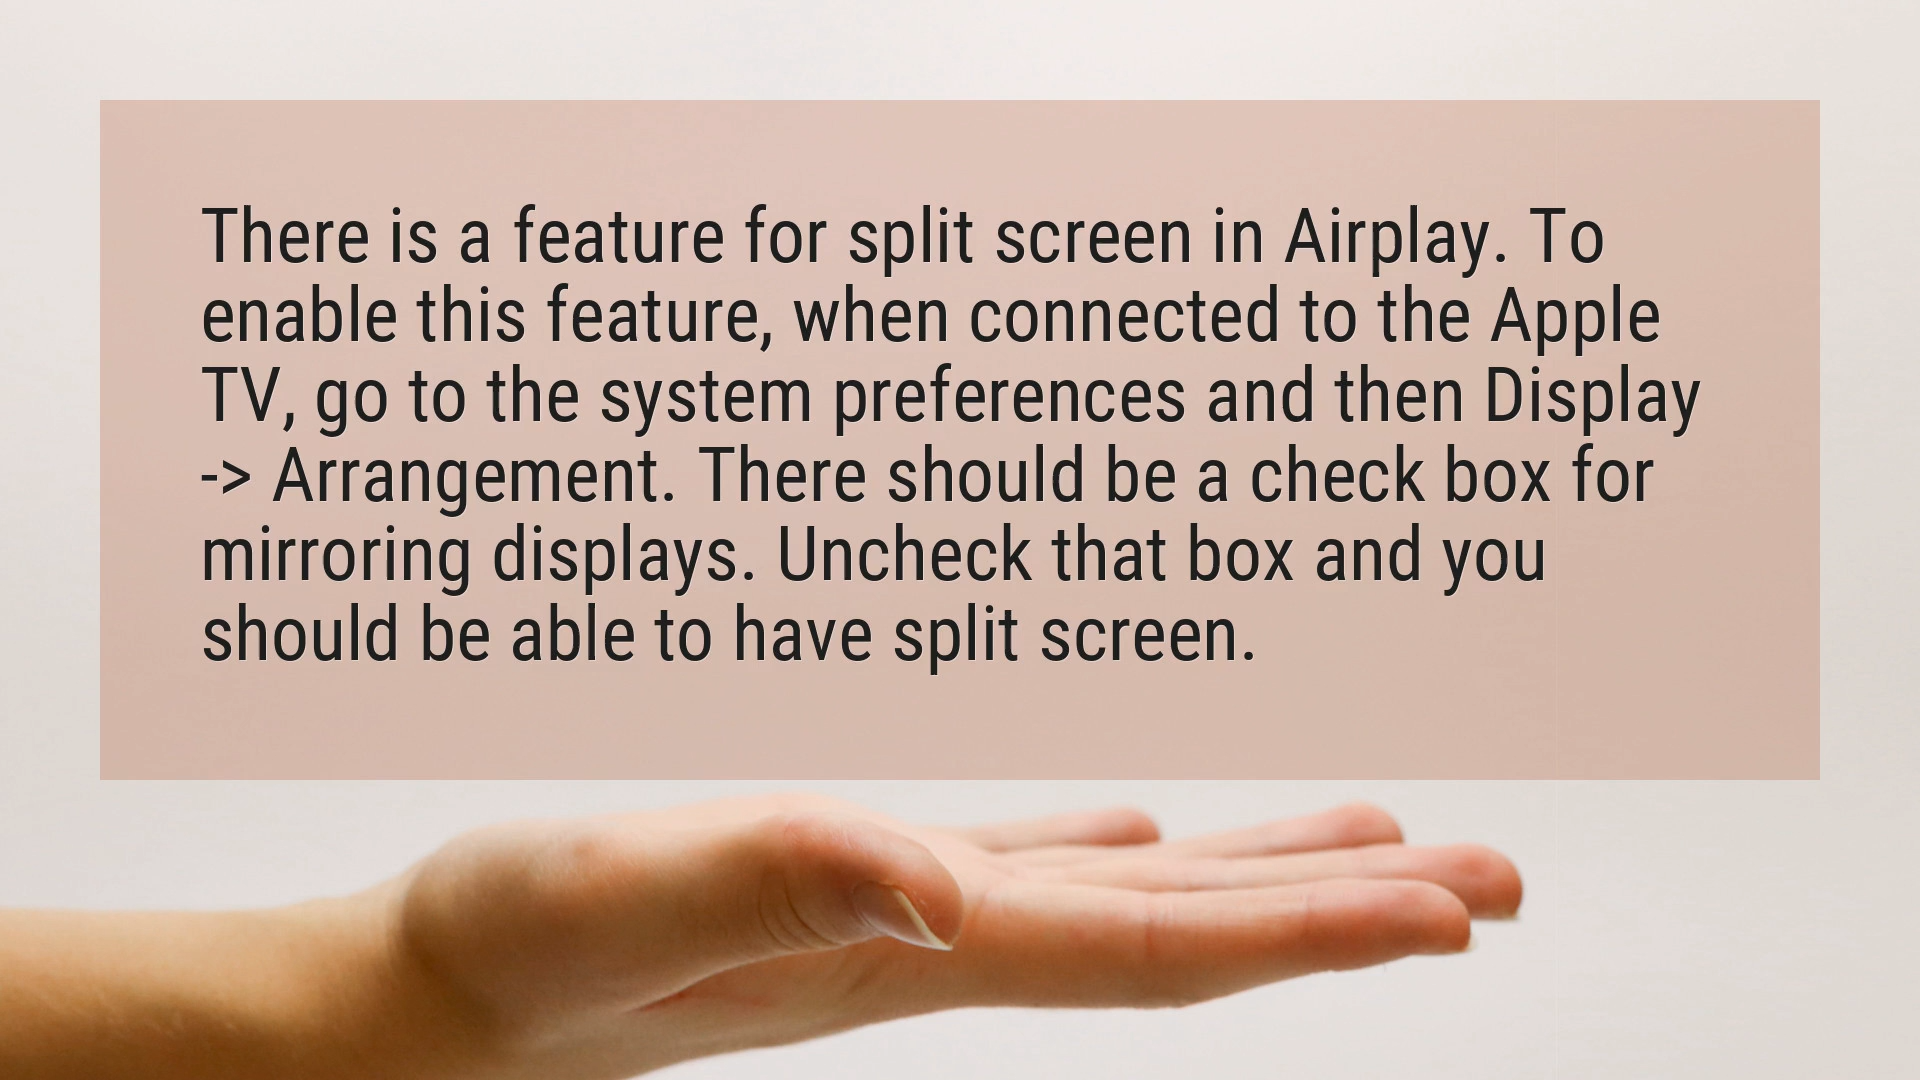 There is a feature for split screen in Airplay. To
enable this feature, when connected to the Apple
TV, go to the system preferences and then Display
-> Arrangement. There should be a check box for
mirroring displays. Uncheck that box and you
should be able to have split screen.